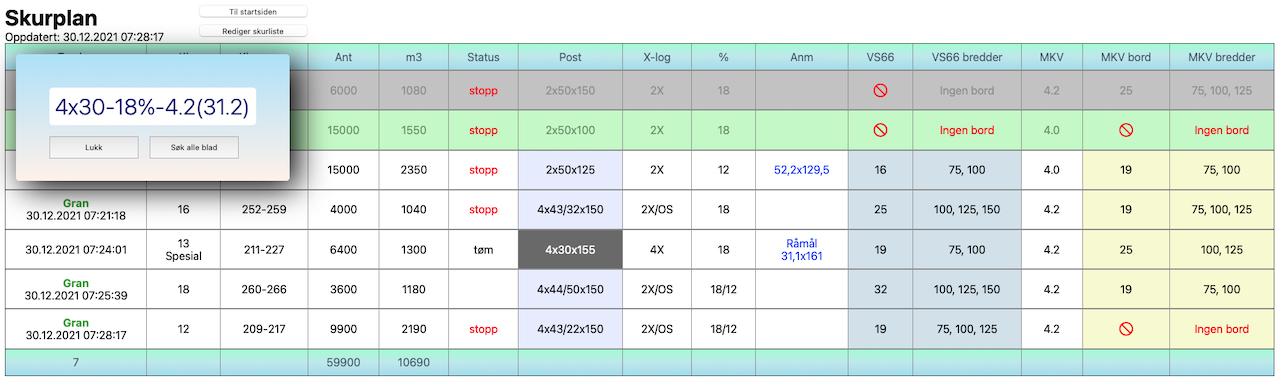 Skurplan
Til startsiden
Rediger skurliste
Oppdatert: 30.12.2021 07:28:17
Ant m3 Status Post X-log % Anm VS66 VS66 bredder MKV MKV bord MKV bredder
4x30-18%-4.2(31.2)
Lukk Søk alle blad
6000 1080 stopp 2x50x150 2X 18 Ingen bord 4.2 25 75, 100, 125
15000 1550 stopp 2x50x100 2X 18 Ingen bord 4.0 Ingen bord
15000 2350 stopp 2x50x125 2X 12 52,2x129,5 16 75, 100 4.0 19 75, 100
Gran
30.12.2021 07:21:18 16 252-259 4000 1040 stopp 4x43/32x150 2X/OS 18 25 100, 125, 150 4.2 19 75, 100, 125
30.12.2021 07:24:01 13 Spesial 211-227 6400 1300 tøm 4x30x155 4X 18 Råmål 31,1x161 19 75, 100 4.2 25 100, 125
Gran
30.12.2021 07:25:39 18 260-266 3600 1180 4x44/50x150 2X/OS 18/12 32 100, 125, 150 4.2 19 75, 100
Gran
30.12.2021 07:28:17 12 209-217 9900 2190 stopp 4x43/22x150 2X/OS 18/12 19 75, 100, 125 4.2 Ingen bord
7 59900 10690